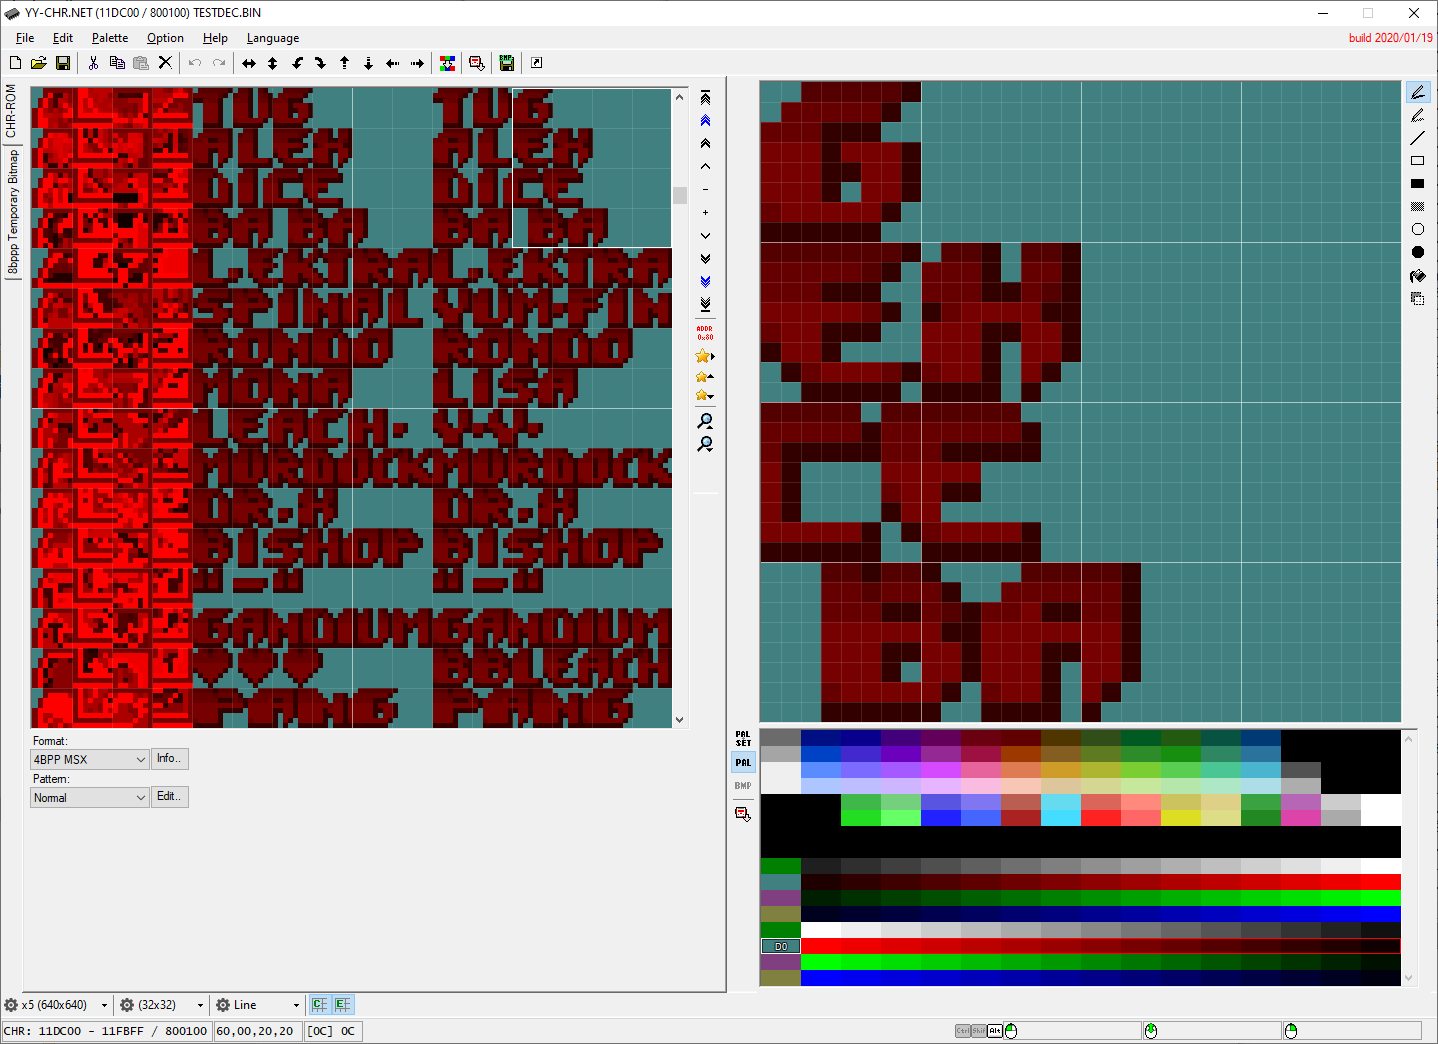 YY-CHR.NET (11DC00 / 800100) TESTDEC.BIN
File Edit Palette Option Help Language
build 2020/01/19
CHR-ROM
8bppp Temporary Bitmap
TUG TUG
ALEX ALEX
DICE DICE
BA BA BA BA
L.EKIRA L.EKIRA
SPINAL YUM-FIN
RONDO RONDO
MONA LISA
LEACH. V.V.
MURDOCK MURDOCK
DR.H DR.H
BISHOP BISHOP
"_" "_"
GANDIUM GANDIUM
♥♥♥ BBLEACH
FANG FANG
ADDR
0x80
Format:
4BPP MSX
Info..
Pattern:
Normal
Edit..
PAL
SET
PAL
BMP
D0
x5 (640x640) (32x32) Line C E
CHR: 11DC00 - 11FBFF / 800100 60,00,20,20 [0C] 0C
Ctrl Shift Alt